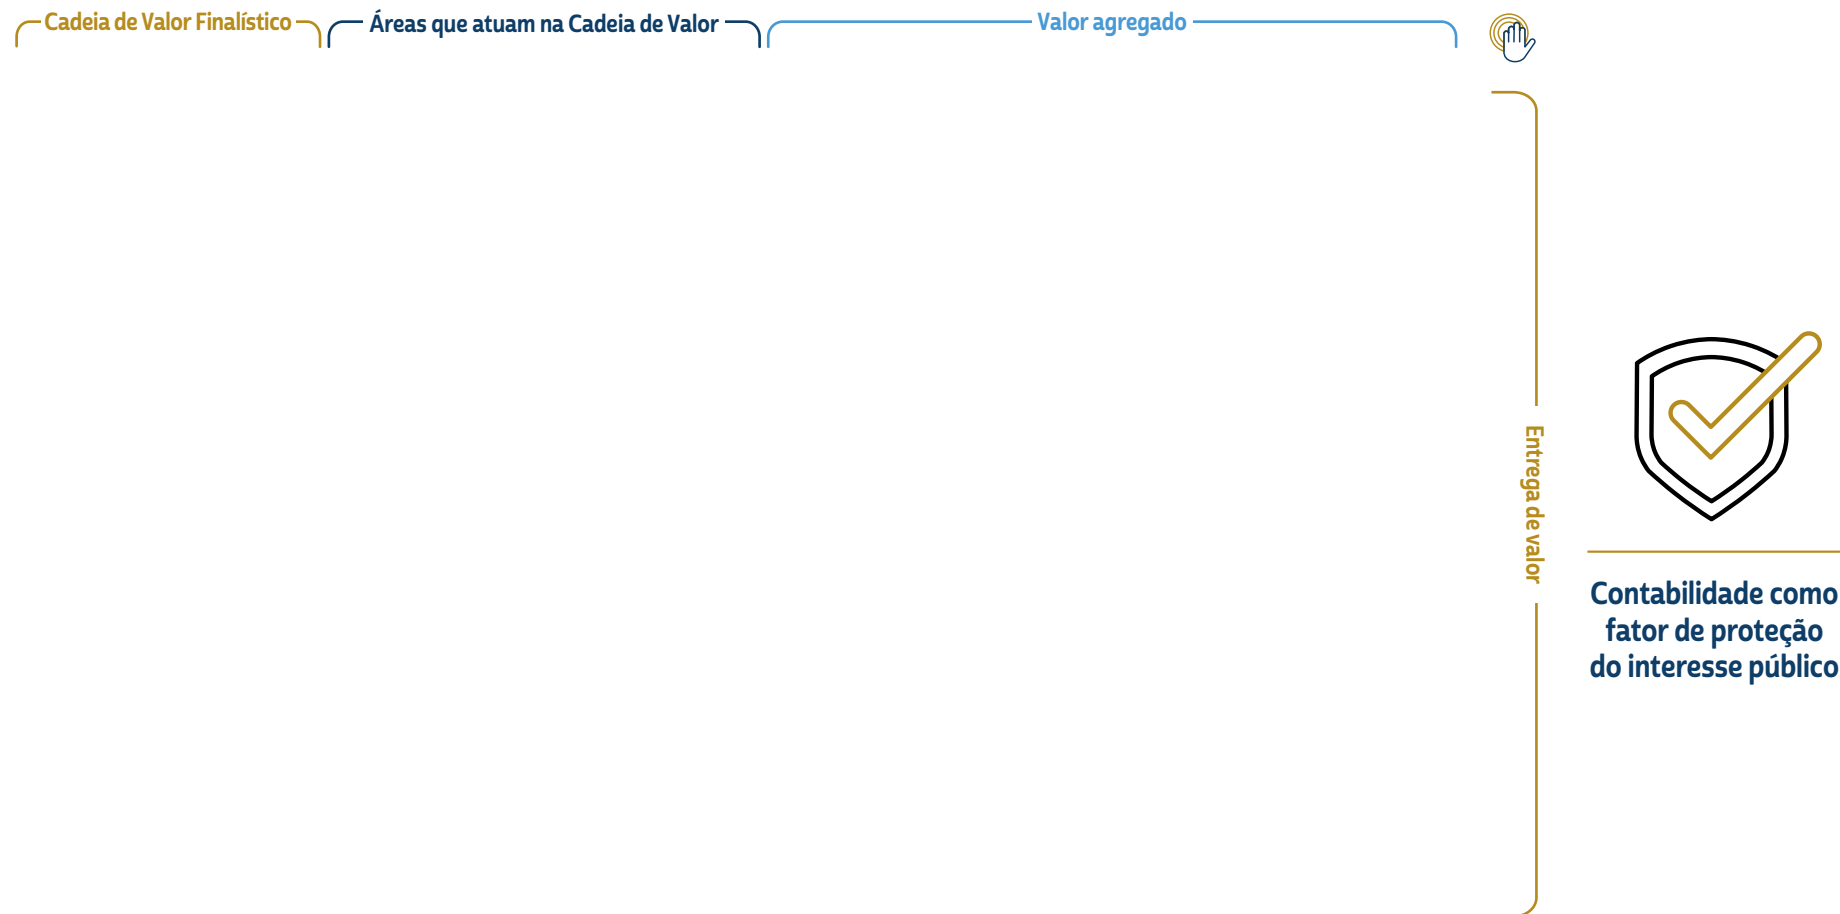 Cadeia de Valor Finalístico
Áreas que atuam na Cadeia de Valor
Valor agregado
Entrega de valor
Contabilidade como
fator de proteção
do interesse público